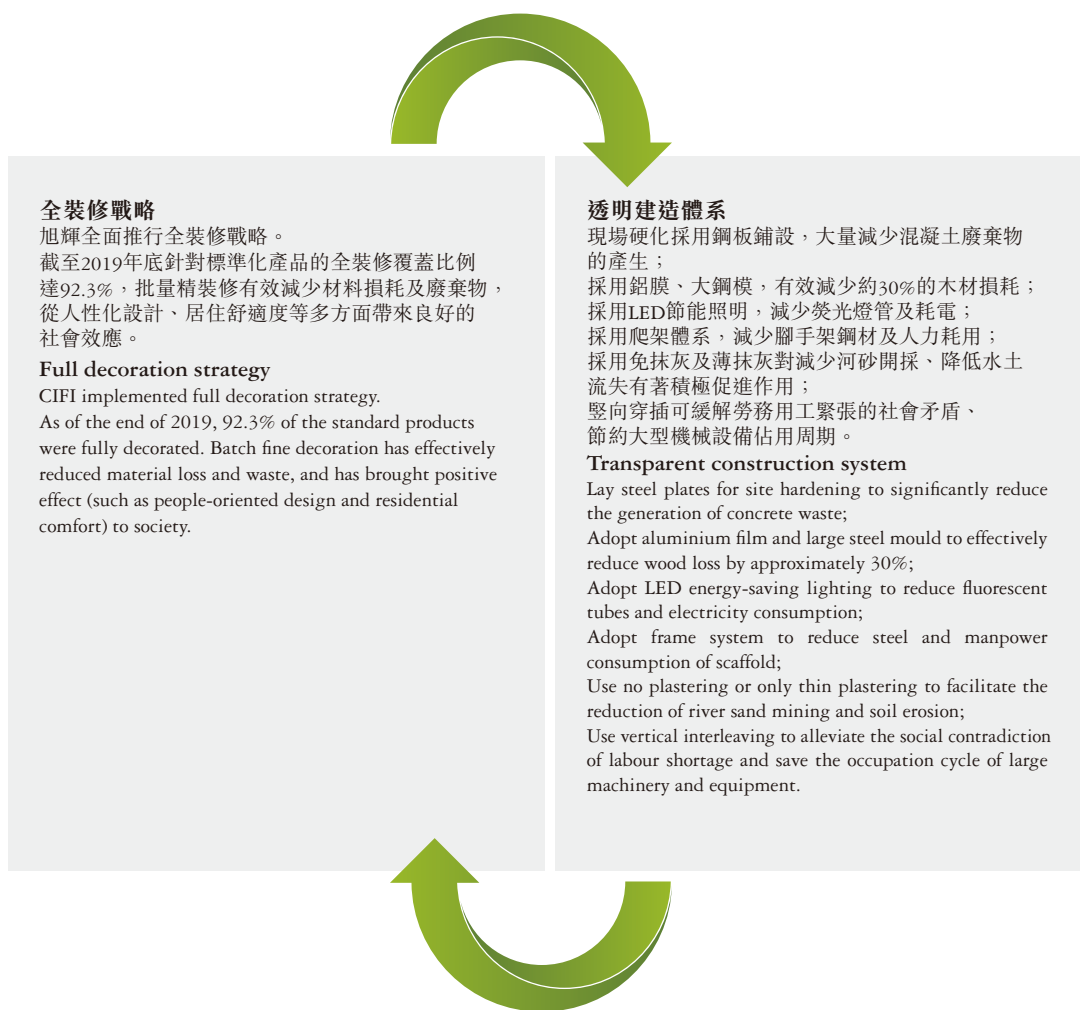 全裝修戰略
旭輝全面推行全裝修戰略。
截至2019年底針對標準化產品的全裝修覆蓋比例
達92.3%，批量精裝修有效減少材料損耗及廢棄物，
從人性化設計、居住舒適度等多方面帶來良好的
社會效應。
Full decoration strategy
CIFI implemented full decoration strategy.
As of the end of 2019, 92.3% of the standard products
were fully decorated. Batch fine decoration has effectively
reduced material loss and waste, and has brought positive
effect (such as people-oriented design and residential
comfort) to society.
透明建造體系
現場硬化採用鋼板鋪設，大量減少混凝土廢棄物
的產生；
採用鋁膜、大鋼模，有效減少約30%的木材損耗；
採用LED節能照明，減少熒光燈管及耗電；
採用爬架體系，減少腳手架鋼材及人力耗用；
採用免抹灰及薄抹灰對減少河砂開採、降低水土
流失有著積極促進作用；
豎向穿插可緩解勞務用工緊張的社會矛盾、
節約大型機械設備佔用周期。
Transparent construction system
Lay steel plates for site hardening to significantly reduce
the generation of concrete waste;
Adopt aluminium film and large steel mould to effectively
reduce wood loss by approximately 30%;
Adopt LED energy-saving lighting to reduce fluorescent
tubes and electricity consumption;
Adopt frame system to reduce steel and manpower
consumption of scaffold;
Use no plastering or only thin plastering to facilitate the
reduction of river sand mining and soil erosion;
Use vertical interleaving to alleviate the social contradiction
of labour shortage and save the occupation cycle of large
machinery and equipment.